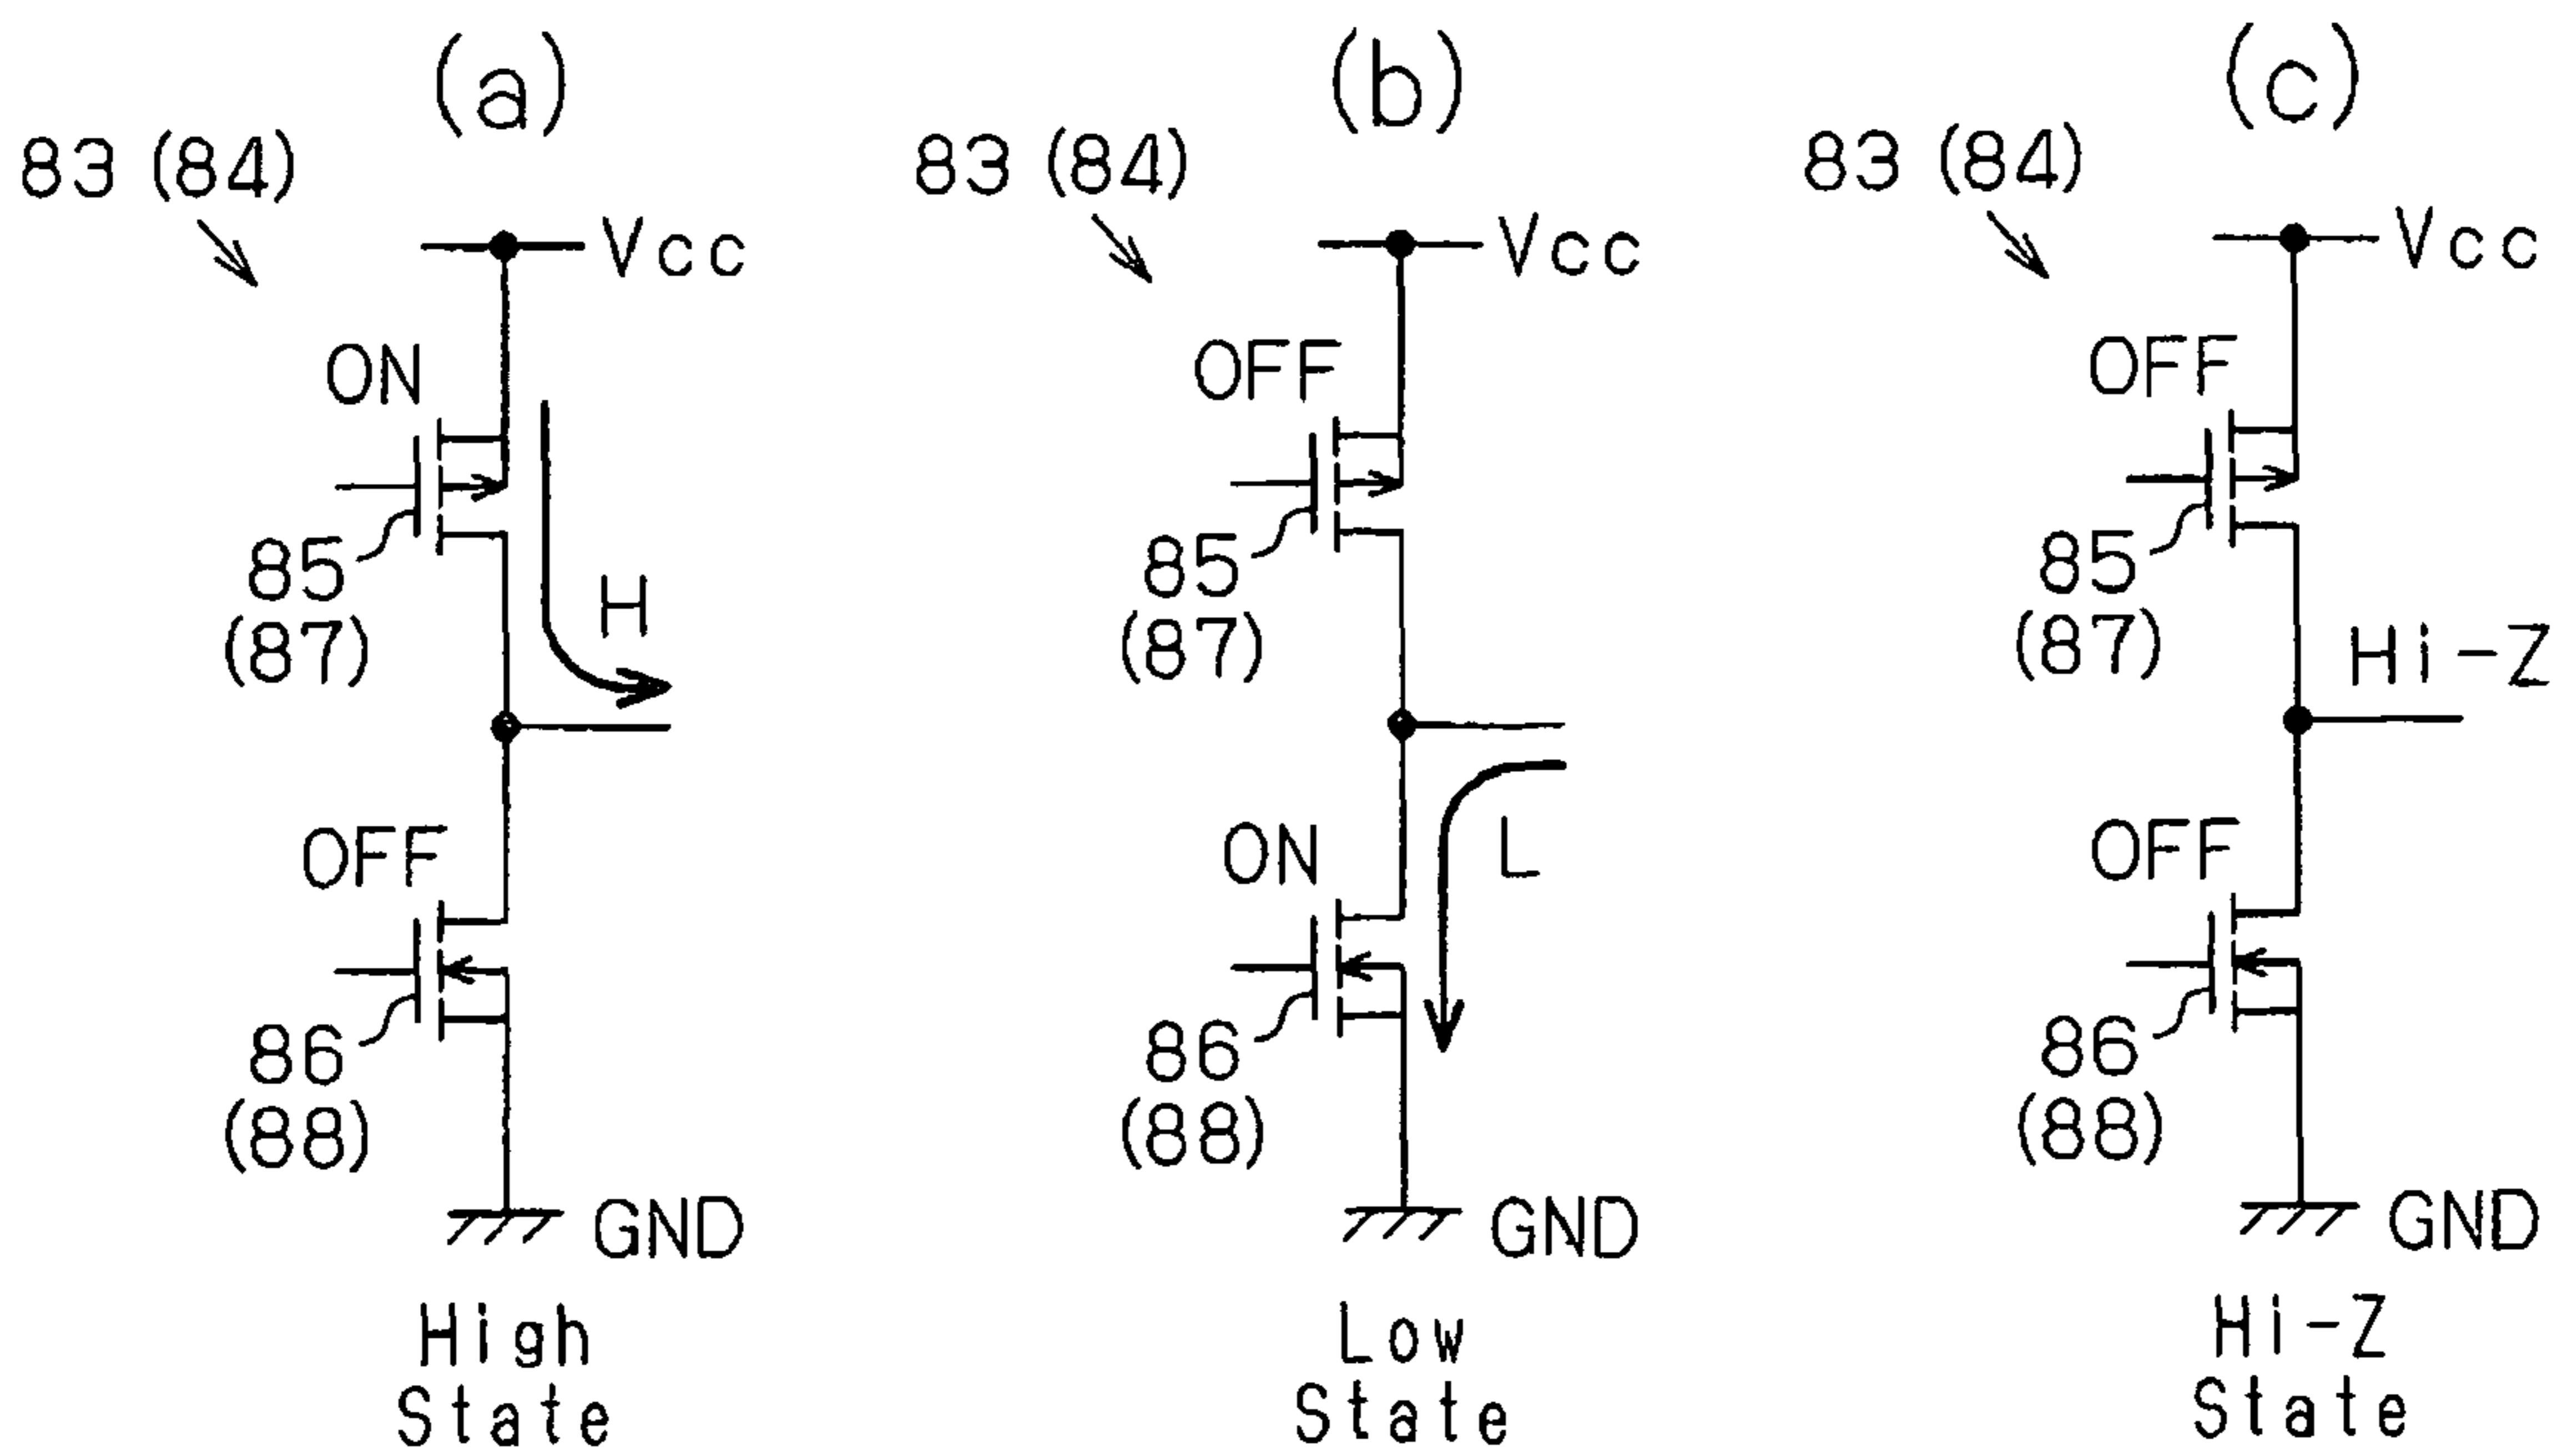 (a)
83 (84)
Vcc
ON
85
(87)
H
OFF
86
(88)
GND
High
State
(b)
83 (84)
Vcc
OFF
85
(87)
ON
L
86
(88)
GND
Low
State
(c)
83 (84)
Vcc
OFF
85
(87)
Hi-Z
OFF
86
(88)
GND
Hi-Z
State